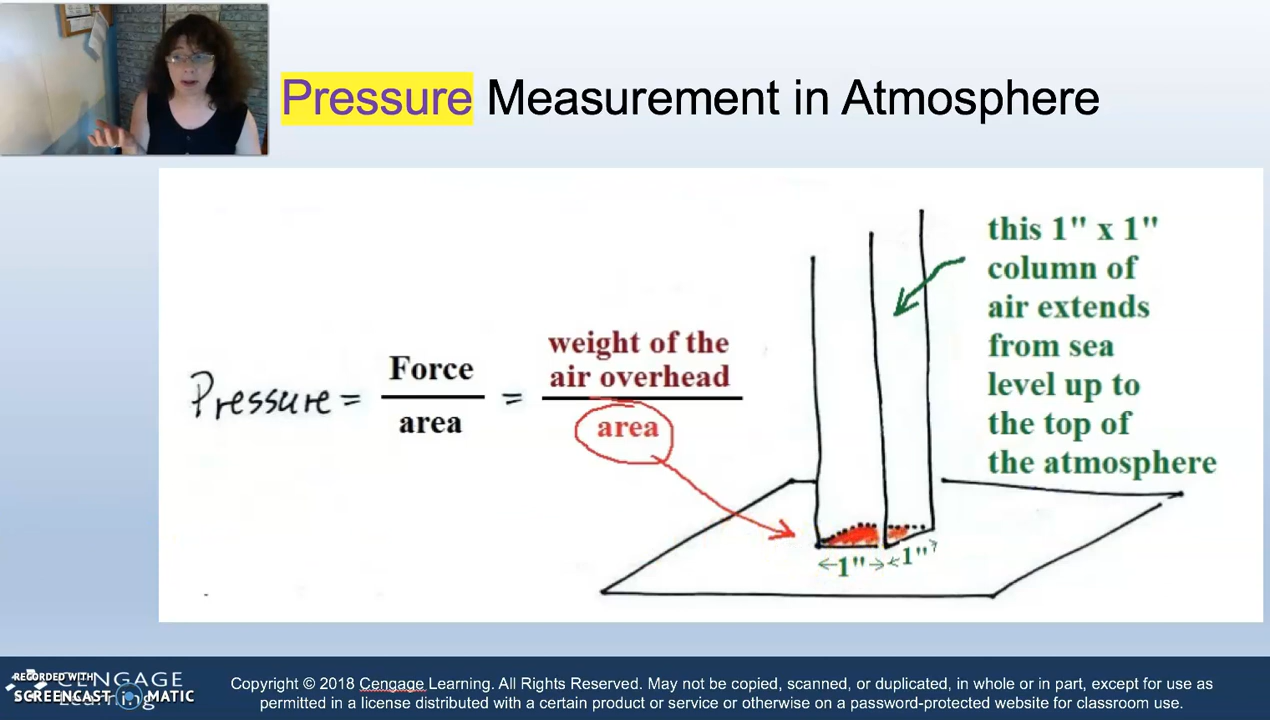 Pressure Measurement in Atmosphere
this 1" x 1"
column of
air extends
from sea
level up to
the top of
the atmosphere
Pressure = Force / area = weight of the
air overhead / area
1" 1"
RECORDED WITH
CENGAGE
SCREENCAST MATIC
Learning
Copyright © 2018 Cengage Learning. All Rights Reserved. May not be copied, scanned, or duplicated, in whole or in part, except for use as
permitted in a license distributed with a certain product or service or otherwise on a password-protected website for classroom use.